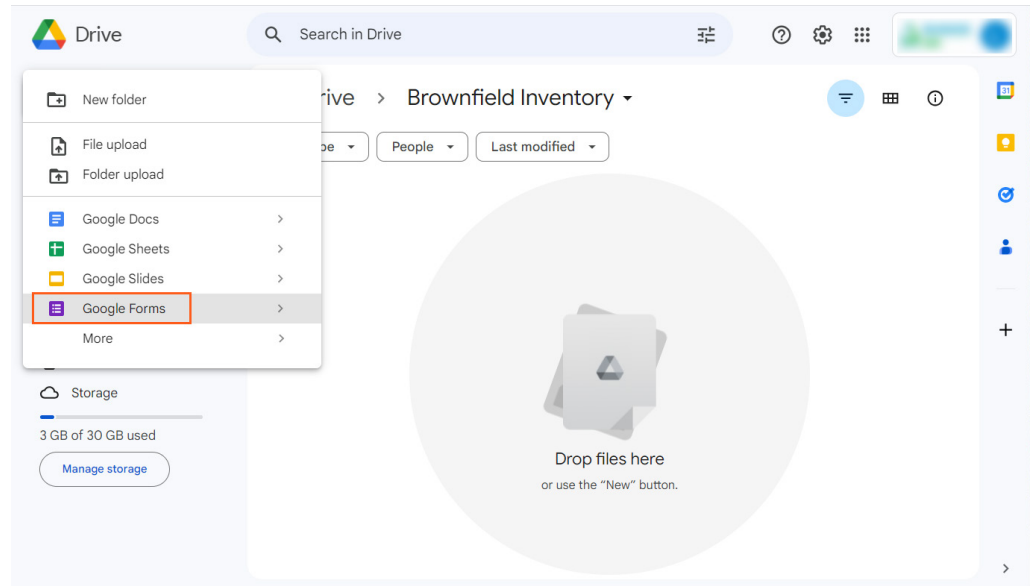 Drive
Search in Drive
New folder
File upload
Folder upload
Google Docs
Google Sheets
Google Slides
Google Forms
More
Storage
3 GB of 30 GB used
Manage storage
rive > Brownfield Inventory
pe
People
Last modified
Drop files here
or use the “New” button.
31